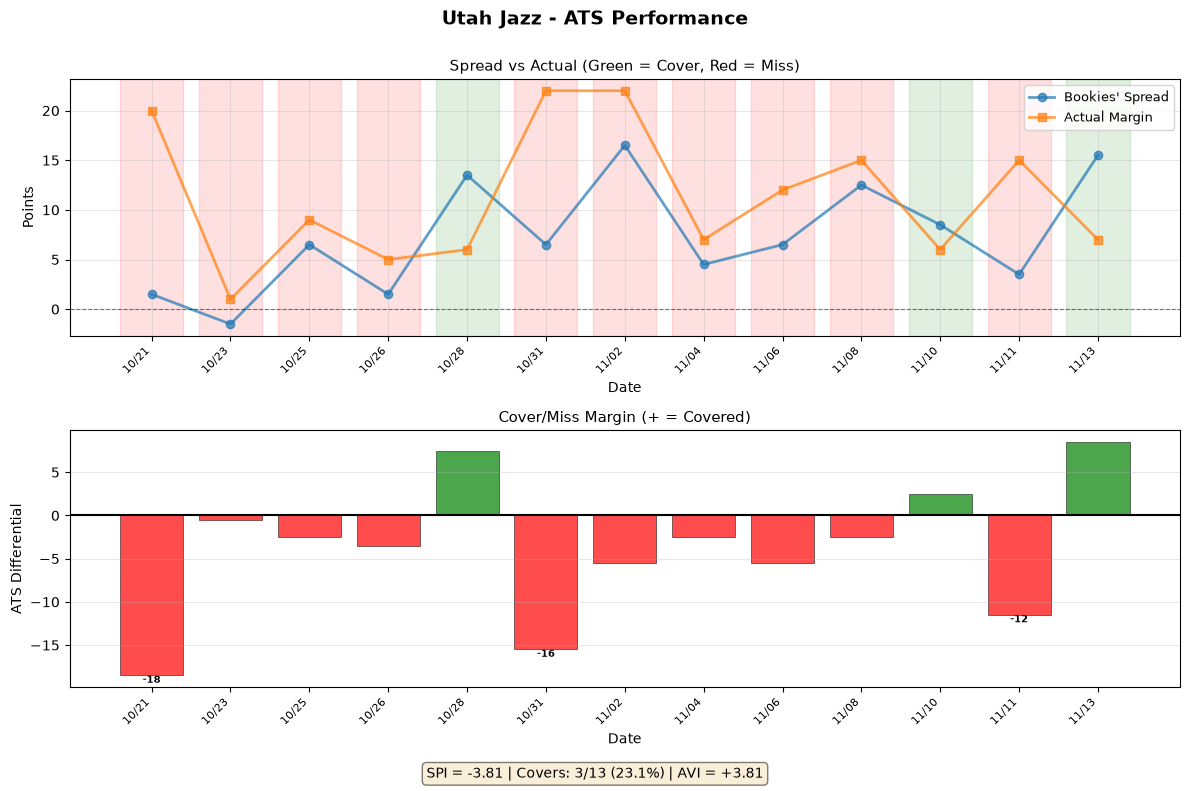 Utah Jazz - ATS Performance
Spread vs Actual (Green = Cover, Red = Miss)
Bookies' Spread
Actual Margin
Points
20
15
10
5
0
10/21 10/23 10/25 10/26 10/28 10/31 11/02 11/04 11/06 11/08 11/10 11/11 11/13
Date
Cover/Miss Margin (+ = Covered)
ATS Differential
5
0
−5
−10
−15
-18 -16 -12
10/21 10/23 10/25 10/26 10/28 10/31 11/02 11/04 11/06 11/08 11/10 11/11 11/13
Date
SPI = -3.81 | Covers: 3/13 (23.1%) | AVI = +3.81